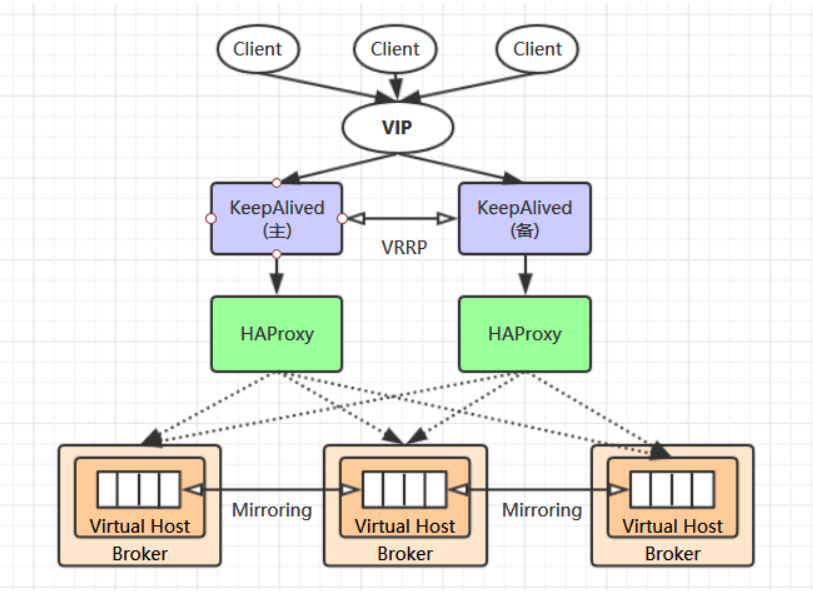 Client
Client
Client
VIP
KeepAlived
(主)
KeepAlived
(备)
VRRP
HAProxy
HAProxy
Mirroring
Mirroring
Virtual Host
Virtual Host
Virtual Host
Broker
Broker
Broker